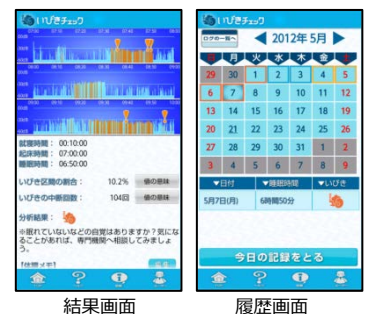 いびきチェック
就寝時間： 00:10:00
起床時間： 07:00:00
睡眠時間： 06:50:00
いびき区間の割合： 10.2% 値の意味
いびきの中断回数： 104回 値の意味
分析結果：
※眠れていないなどの自覚はありますか？気にな
ることがあれば、専門機関へ相談してみましょ
う。
結果画面
いびきチェック
ログの一覧へ 2012年 5月
日 月 火 水 木 金 土
29 30 1 2 3 4 5
6 7 8 9 10 11 12
13 14 15 16 17 18 19
20 21 22 23 24 25 26
27 28 29 30 31 1 2
3 4 5 6 7 8 9
▼日付 ▼睡眠時間 ▼いびき
5月7日(月) 6時間50分
今日の記録をとる
履歴画面